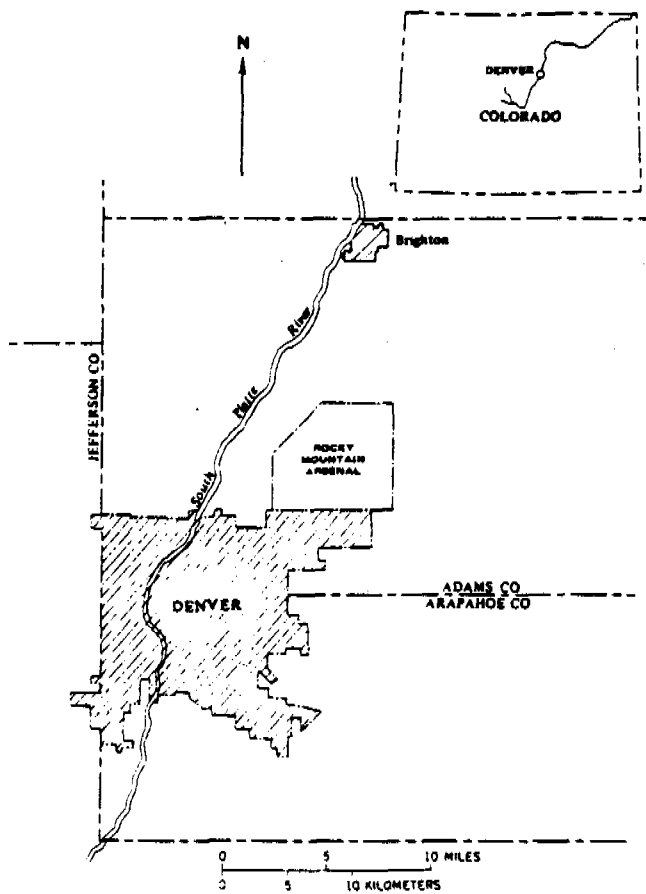 N
DENVER
COLORADO
Brighton
South Platte River
JEFFERSON CO
ROCKY
MOUNTAIN
ARSENAL
DENVER
ADAMS CO
ARAPAHOE CO
0 5 10 MILES
0 5 10 KILOMETERS